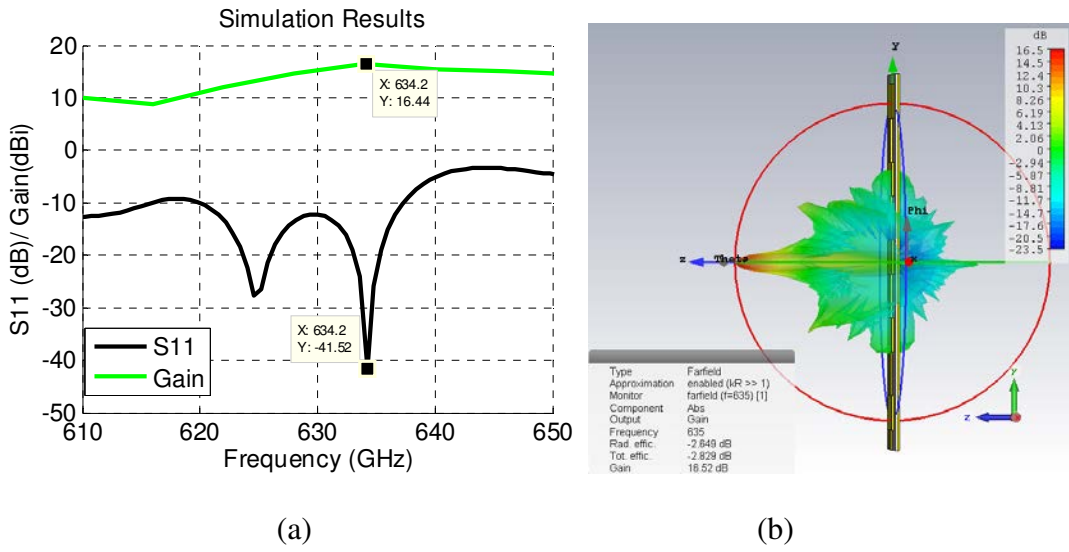 Simulation Results
20
10
0
-10
-20
-30
-40
-50
610
620
630
640
650
S11 (dB)/ Gain(dBi)
Frequency (GHz)
X: 634.2
Y: 16.44
X: 634.2
Y: -41.52
S11
Gain
(a)
dB
16.5
14.4
12.4
10.3
8.26
6.19
4.13
2.06
0
-2.94
-5.87
-8.81
-11.7
-14.7
-17.6
-20.6
-23.5
Y
Phi
z
Theta
x
Y
Z
Type Farfield
Approximation enabled (kR >> 1)
Monitor farfield (f=635) [1]
Component Abs
Output Gain
Frequency 635
Rad. effic. -2.649 dB
Tot. effic. -2.829 dB
Gain 16.52 dB
(b)